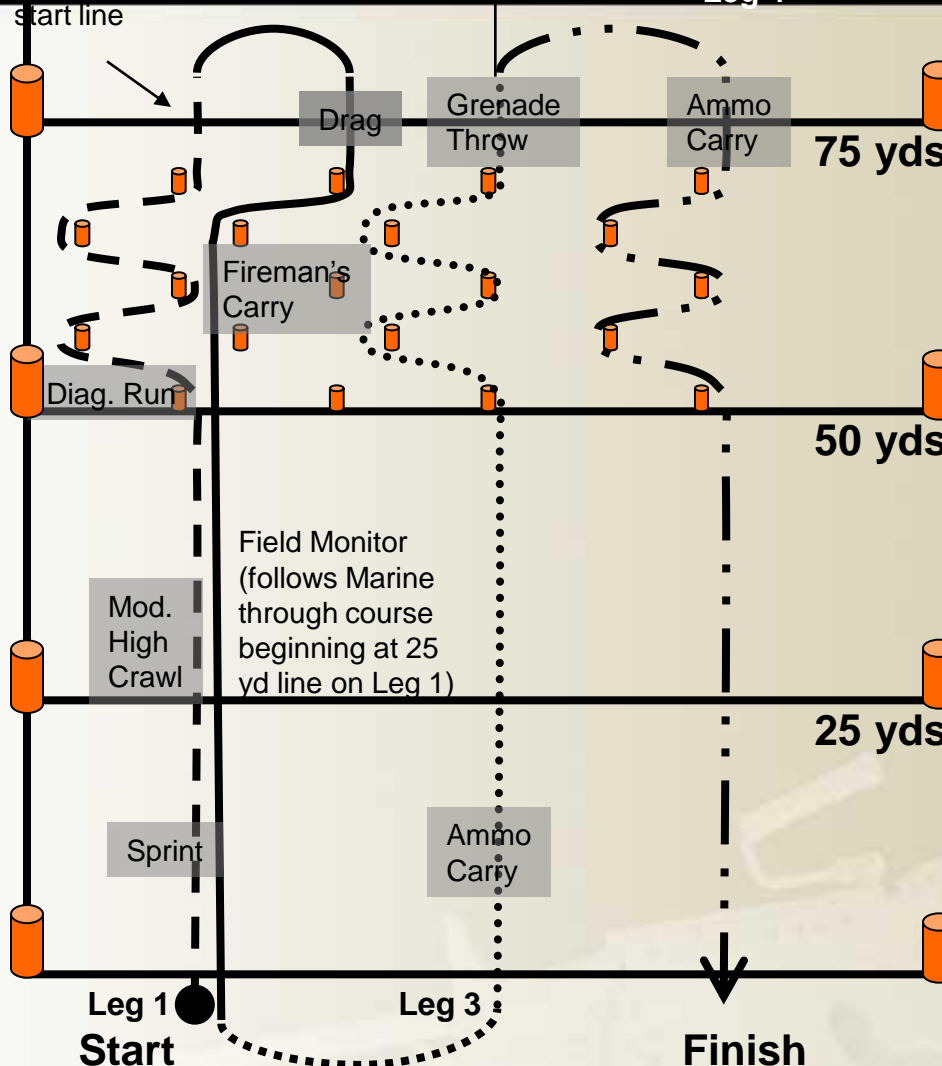 start line
Drag
Grenade
Throw
Ammo
Carry
75 yds
Fireman's
Carry
Diag. Run
50 yds
Field Monitor
(follows Marine
through course
beginning at 25
yd line on Leg 1)
Mod.
High
Crawl
25 yds
Sprint
Ammo
Carry
Leg 1
Leg 3
Start
Finish